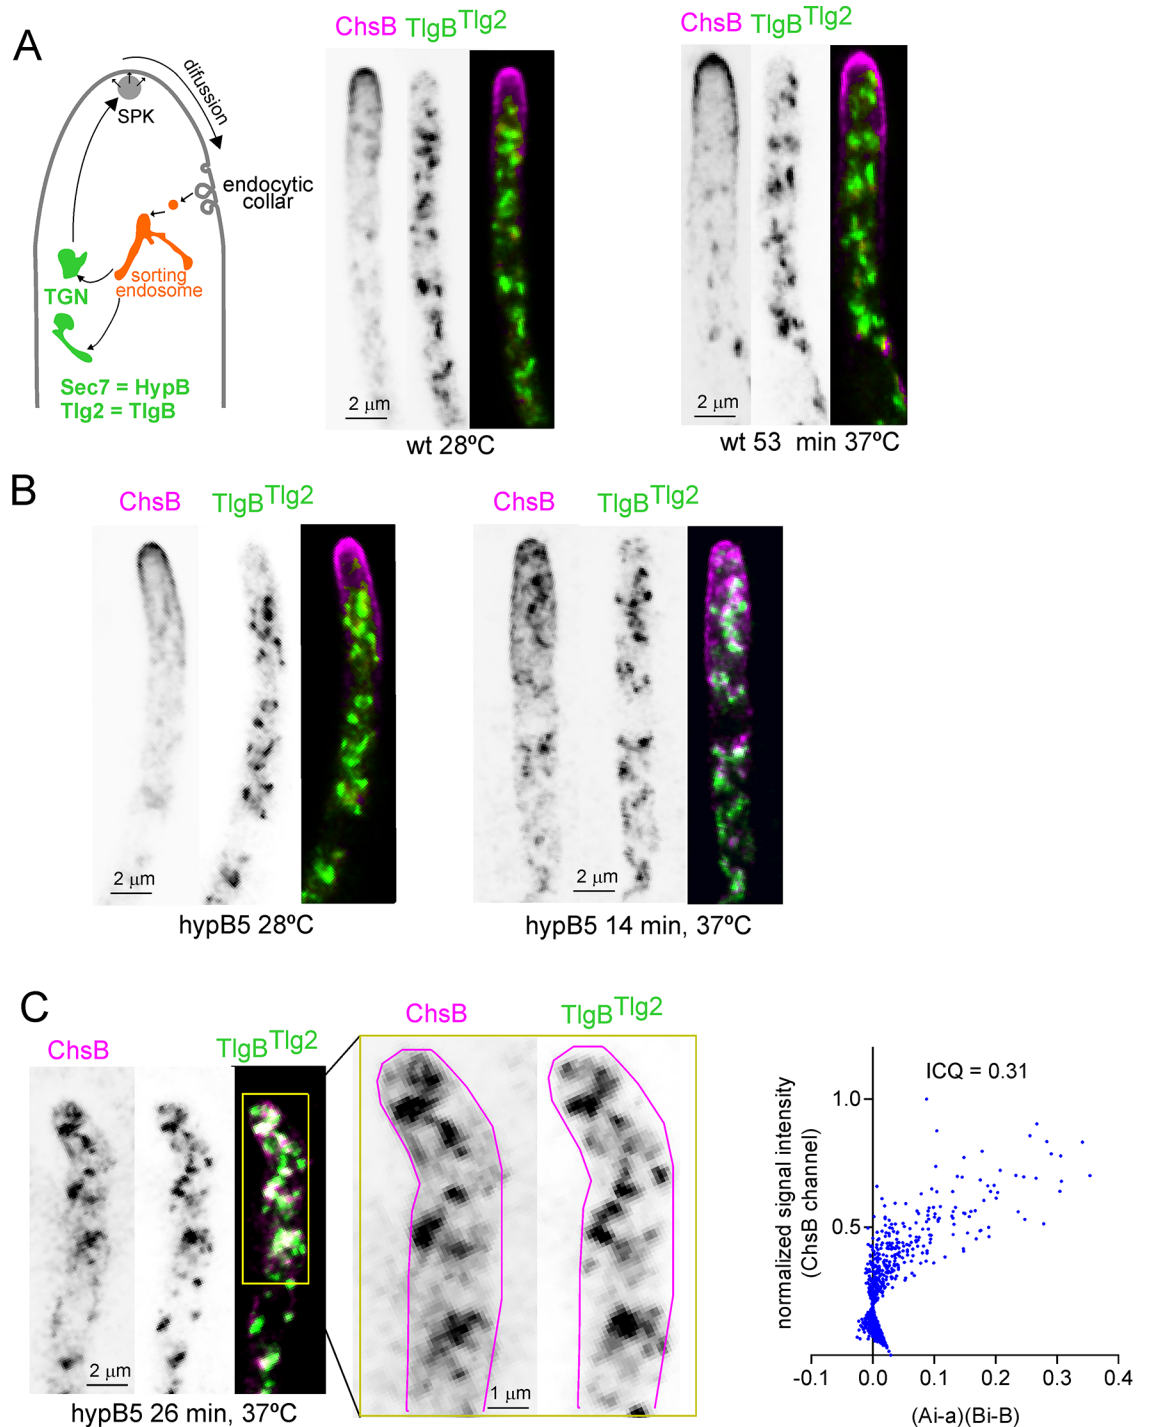 A
ChsB TlgBTlg2
ChsB TlgBTlg2
difussion
SPK
endocytic
collar
sorting
endosome
TGN
Sec7 = HypB
Tlg2 = TlgB
2 µm
wt 28ºC
2 µm
wt 53 min 37ºC
B
ChsB TlgBTlg2
ChsB TlgBTlg2
2 µm
hypB5 28ºC
2 µm
hypB5 14 min, 37ºC
C
ChsB TlgBTlg2
2 µm
hypB5 26 min, 37ºC
ChsB TlgBTlg2
1 µm
ICQ = 0.31
normalized signal intensity
(ChsB channel)
1.0
0.5
-0.1 0.0 0.1 0.2 0.3 0.4
(Ai-a)(Bi-B)